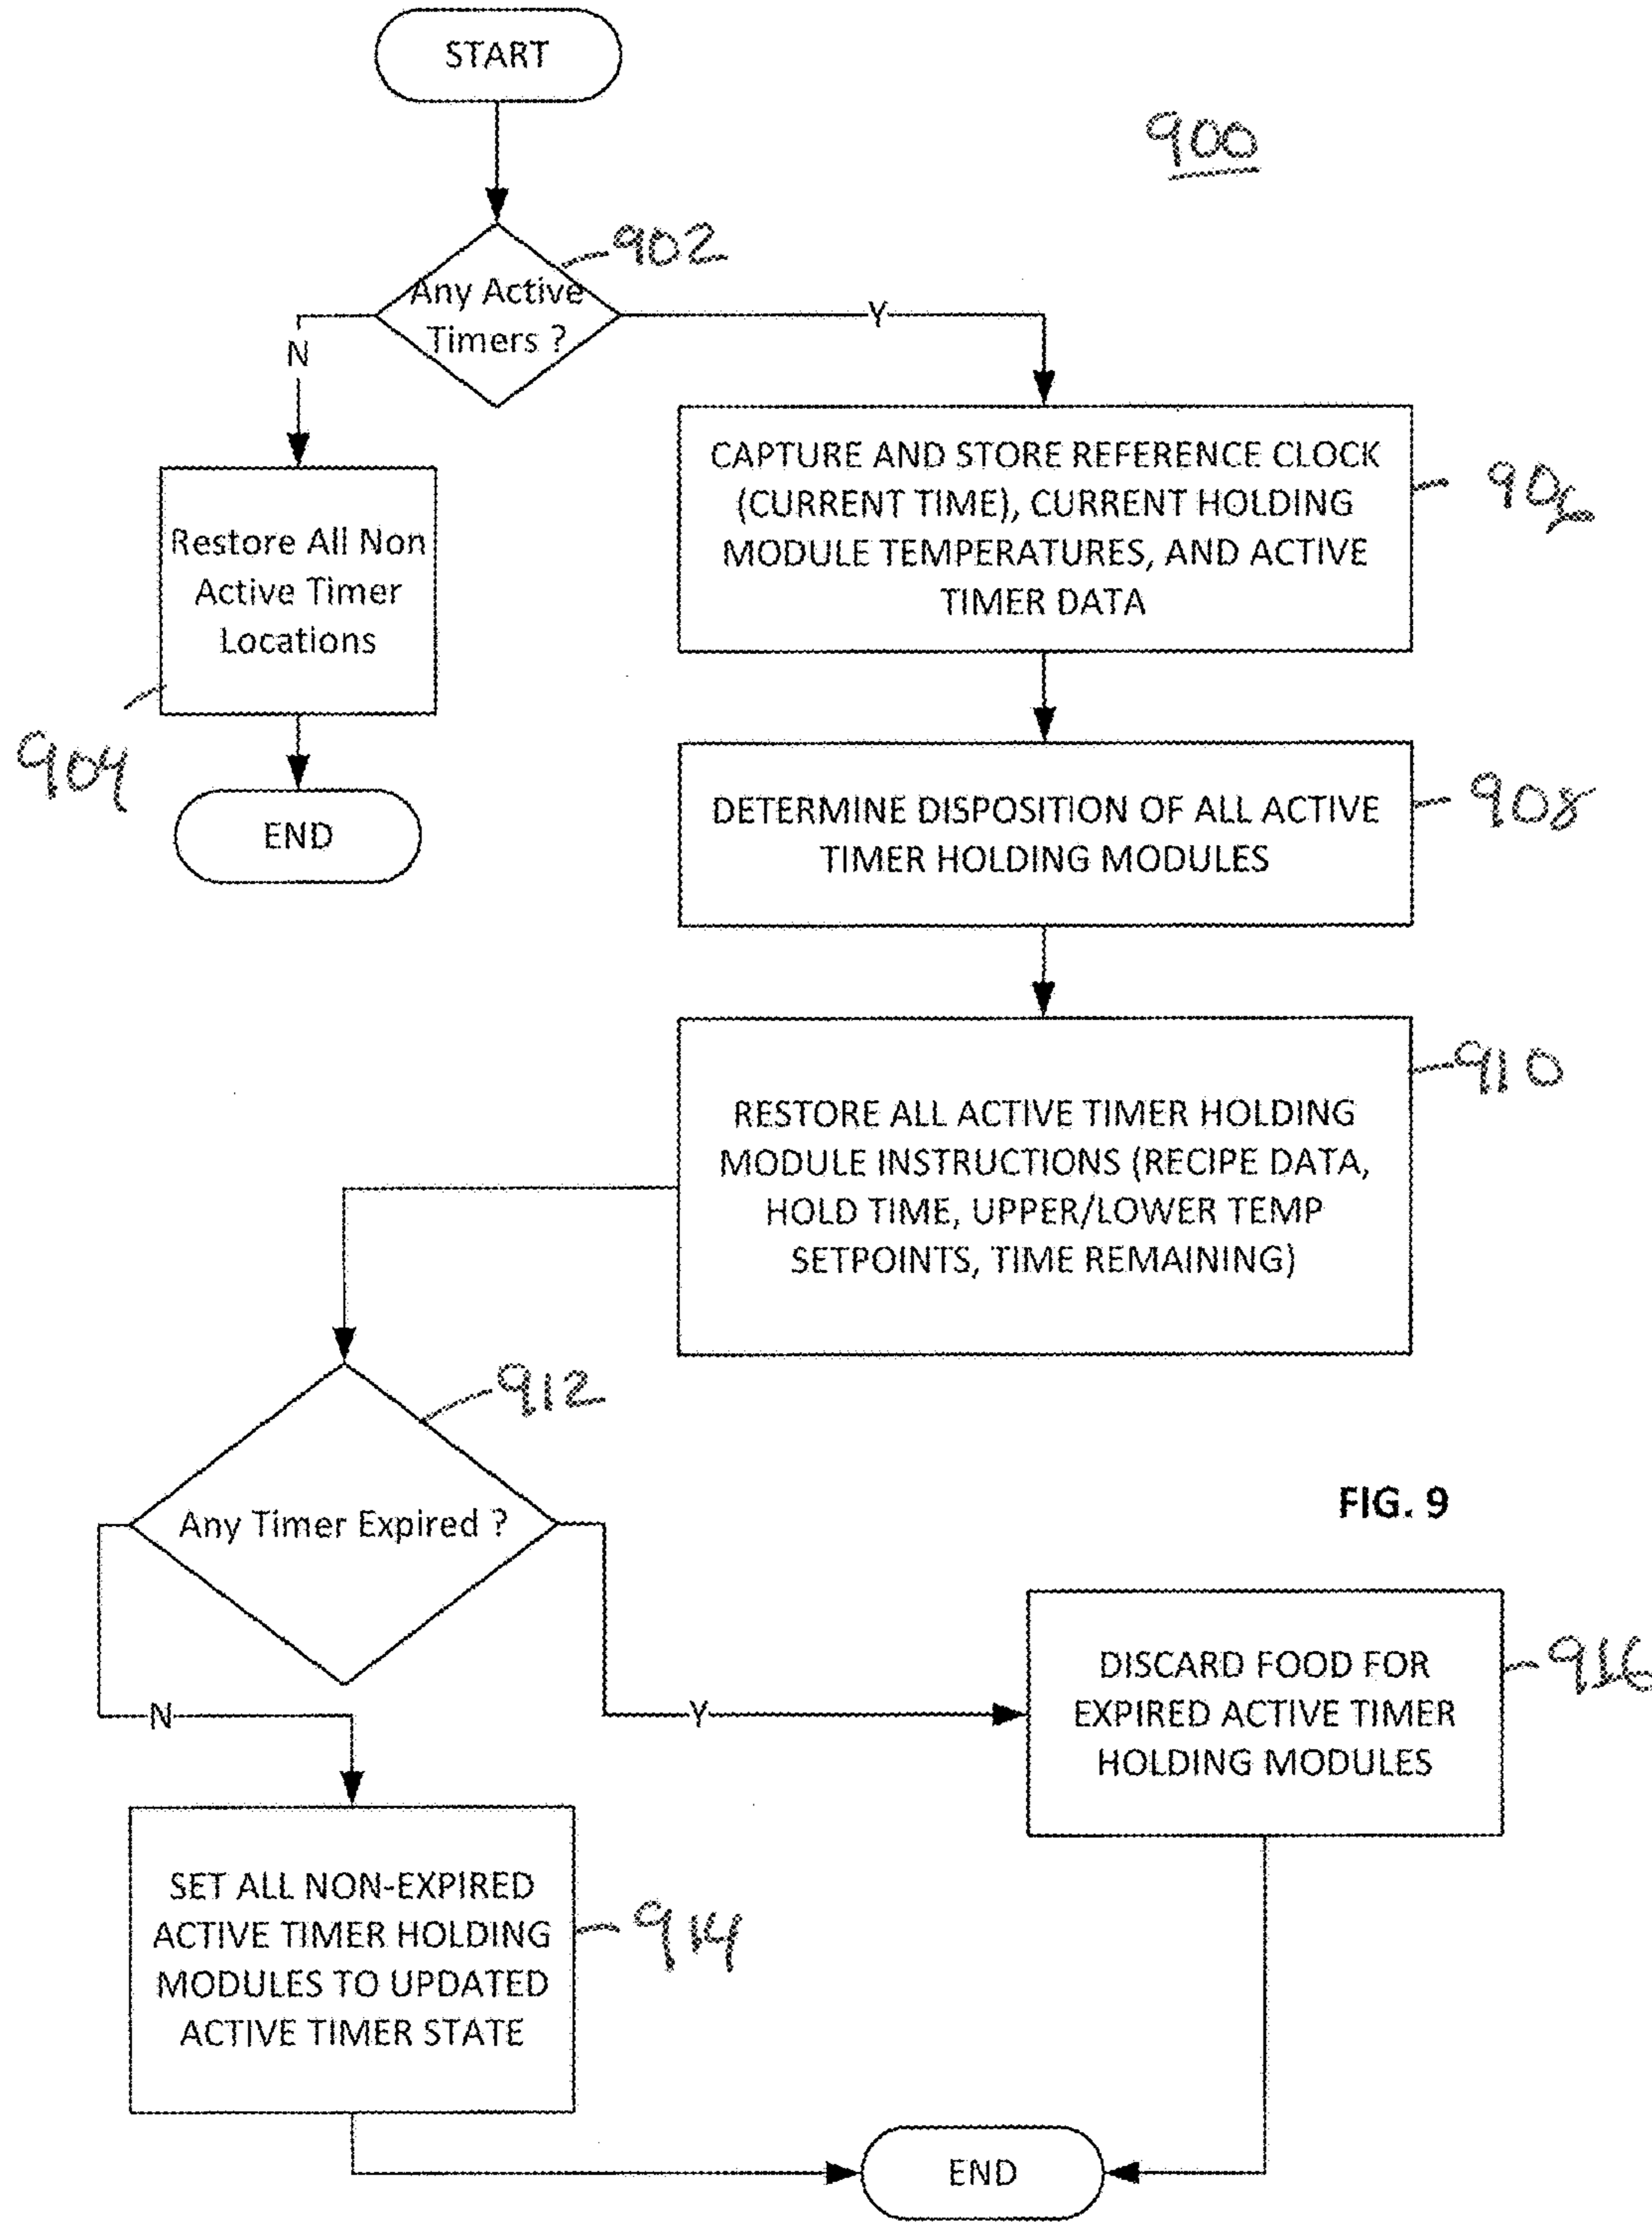 START
900
902
Any Active
Timers ?
Y
N
CAPTURE AND STORE REFERENCE CLOCK
(CURRENT TIME), CURRENT HOLDING
MODULE TEMPERATURES, AND ACTIVE
TIMER DATA
906
Restore All Non
Active Timer
Locations
904
END
DETERMINE DISPOSITION OF ALL ACTIVE
TIMER HOLDING MODULES
908
RESTORE ALL ACTIVE TIMER HOLDING
MODULE INSTRUCTIONS (RECIPE DATA,
HOLD TIME, UPPER/LOWER TEMP
SETPOINTS, TIME REMAINING)
910
912
Any Timer Expired ?
FIG. 9
N
Y
DISCARD FOOD FOR
EXPIRED ACTIVE TIMER
HOLDING MODULES
916
SET ALL NON-EXPIRED
ACTIVE TIMER HOLDING
MODULES TO UPDATED
ACTIVE TIMER STATE
914
END